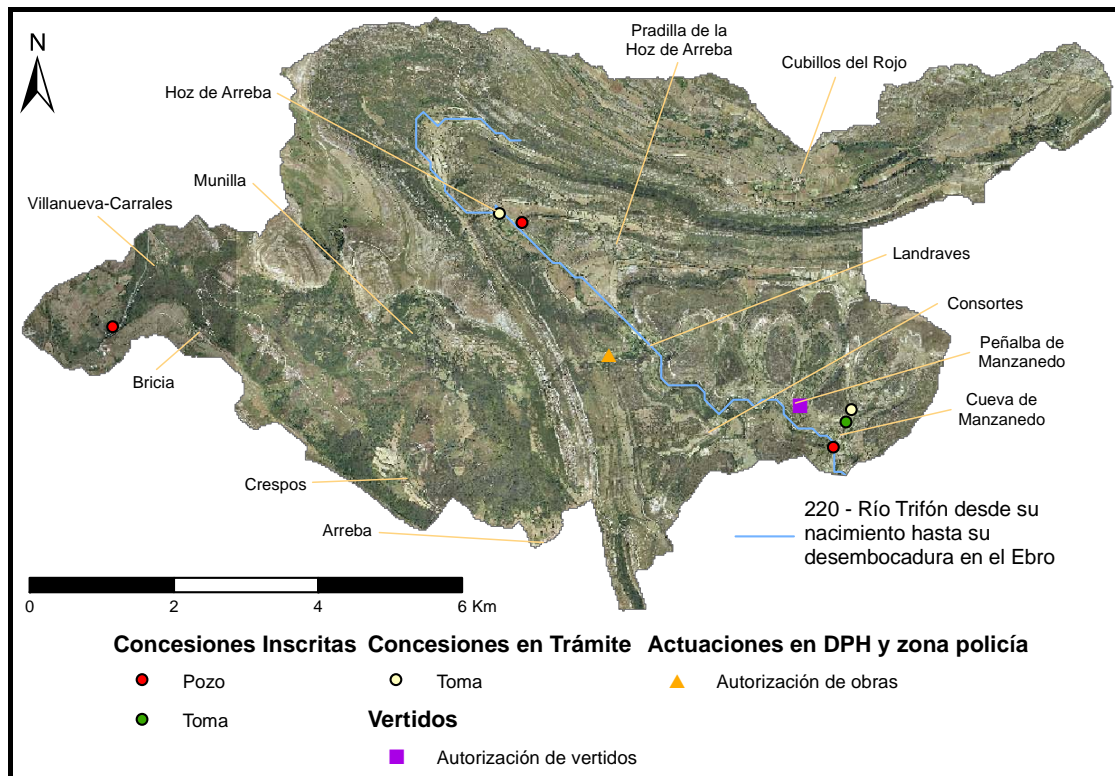 N
Pradilla de la
Hoz de Arreba
Cubillos del Rojo
Hoz de Arreba
Munilla
Villanueva-Carrales
Landraves
Consortes
Peñalba de
Manzanedo
Bricia
Cueva de
Manzanedo
Crespos
Arreba
220 - Río Trifón desde su
nacimiento hasta su
desembocadura en el Ebro
0 2 4 6 Km
Concesiones Inscritas Concesiones en Trámite Actuaciones en DPH y zona policía
Pozo Toma Autorización de obras
Toma
Vertidos
Autorización de vertidos